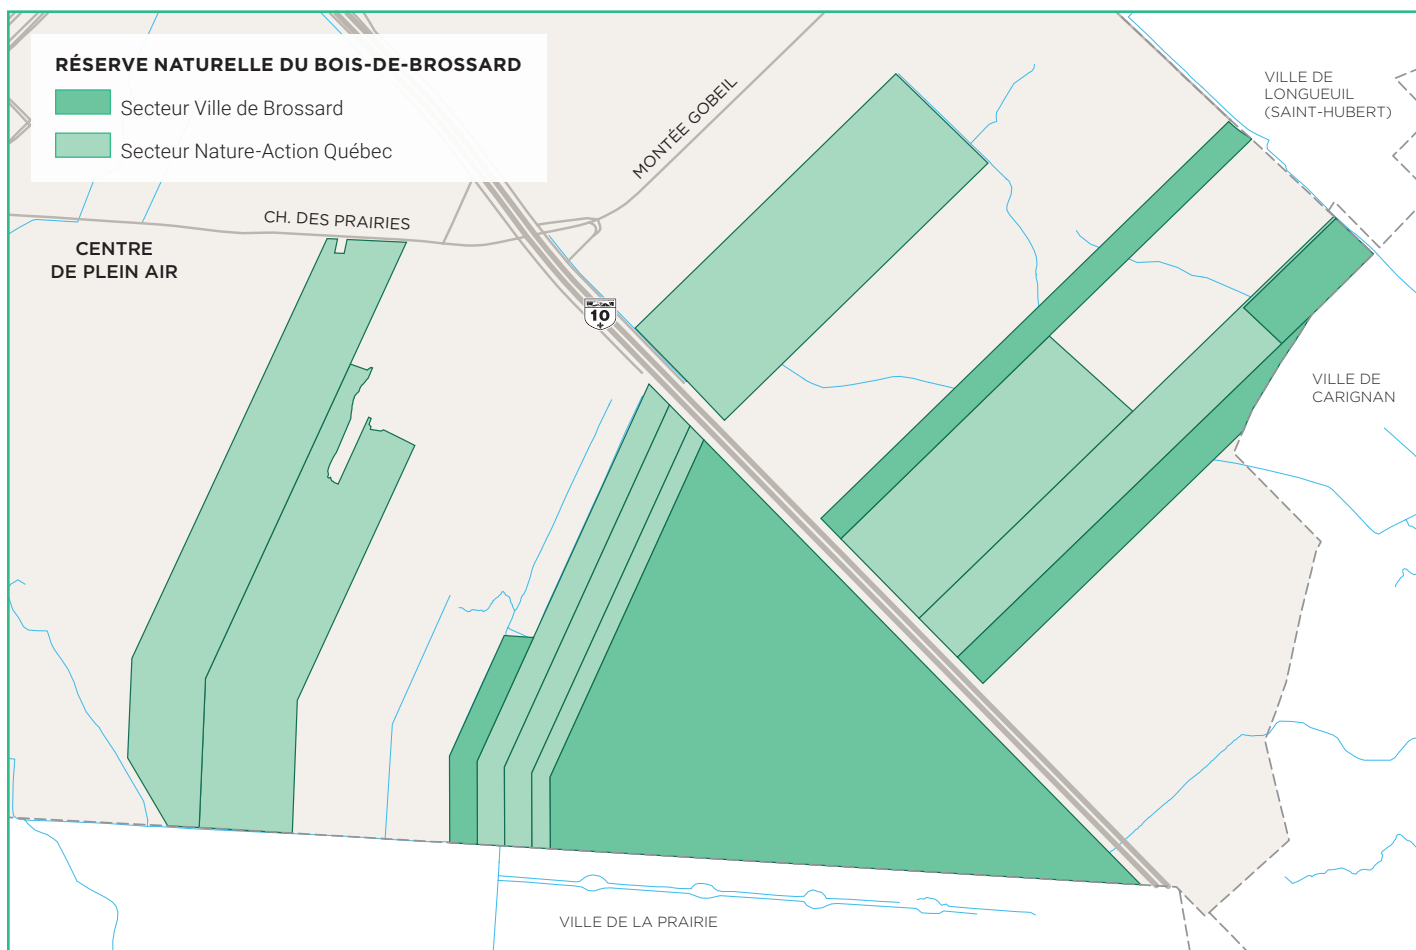 RÉSERVE NATURELLE DU BOIS-DE-BROSSARD
Secteur Ville de Brossard
Secteur Nature-Action Québec
MONTÉE GOBEIL
VILLE DE
LONGUEUIL
(SAINT-HUBERT)
CH. DES PRAIRIES
CENTRE
DE PLEIN AIR
10
VILLE DE
CARIGNAN
VILLE DE LA PRAIRIE